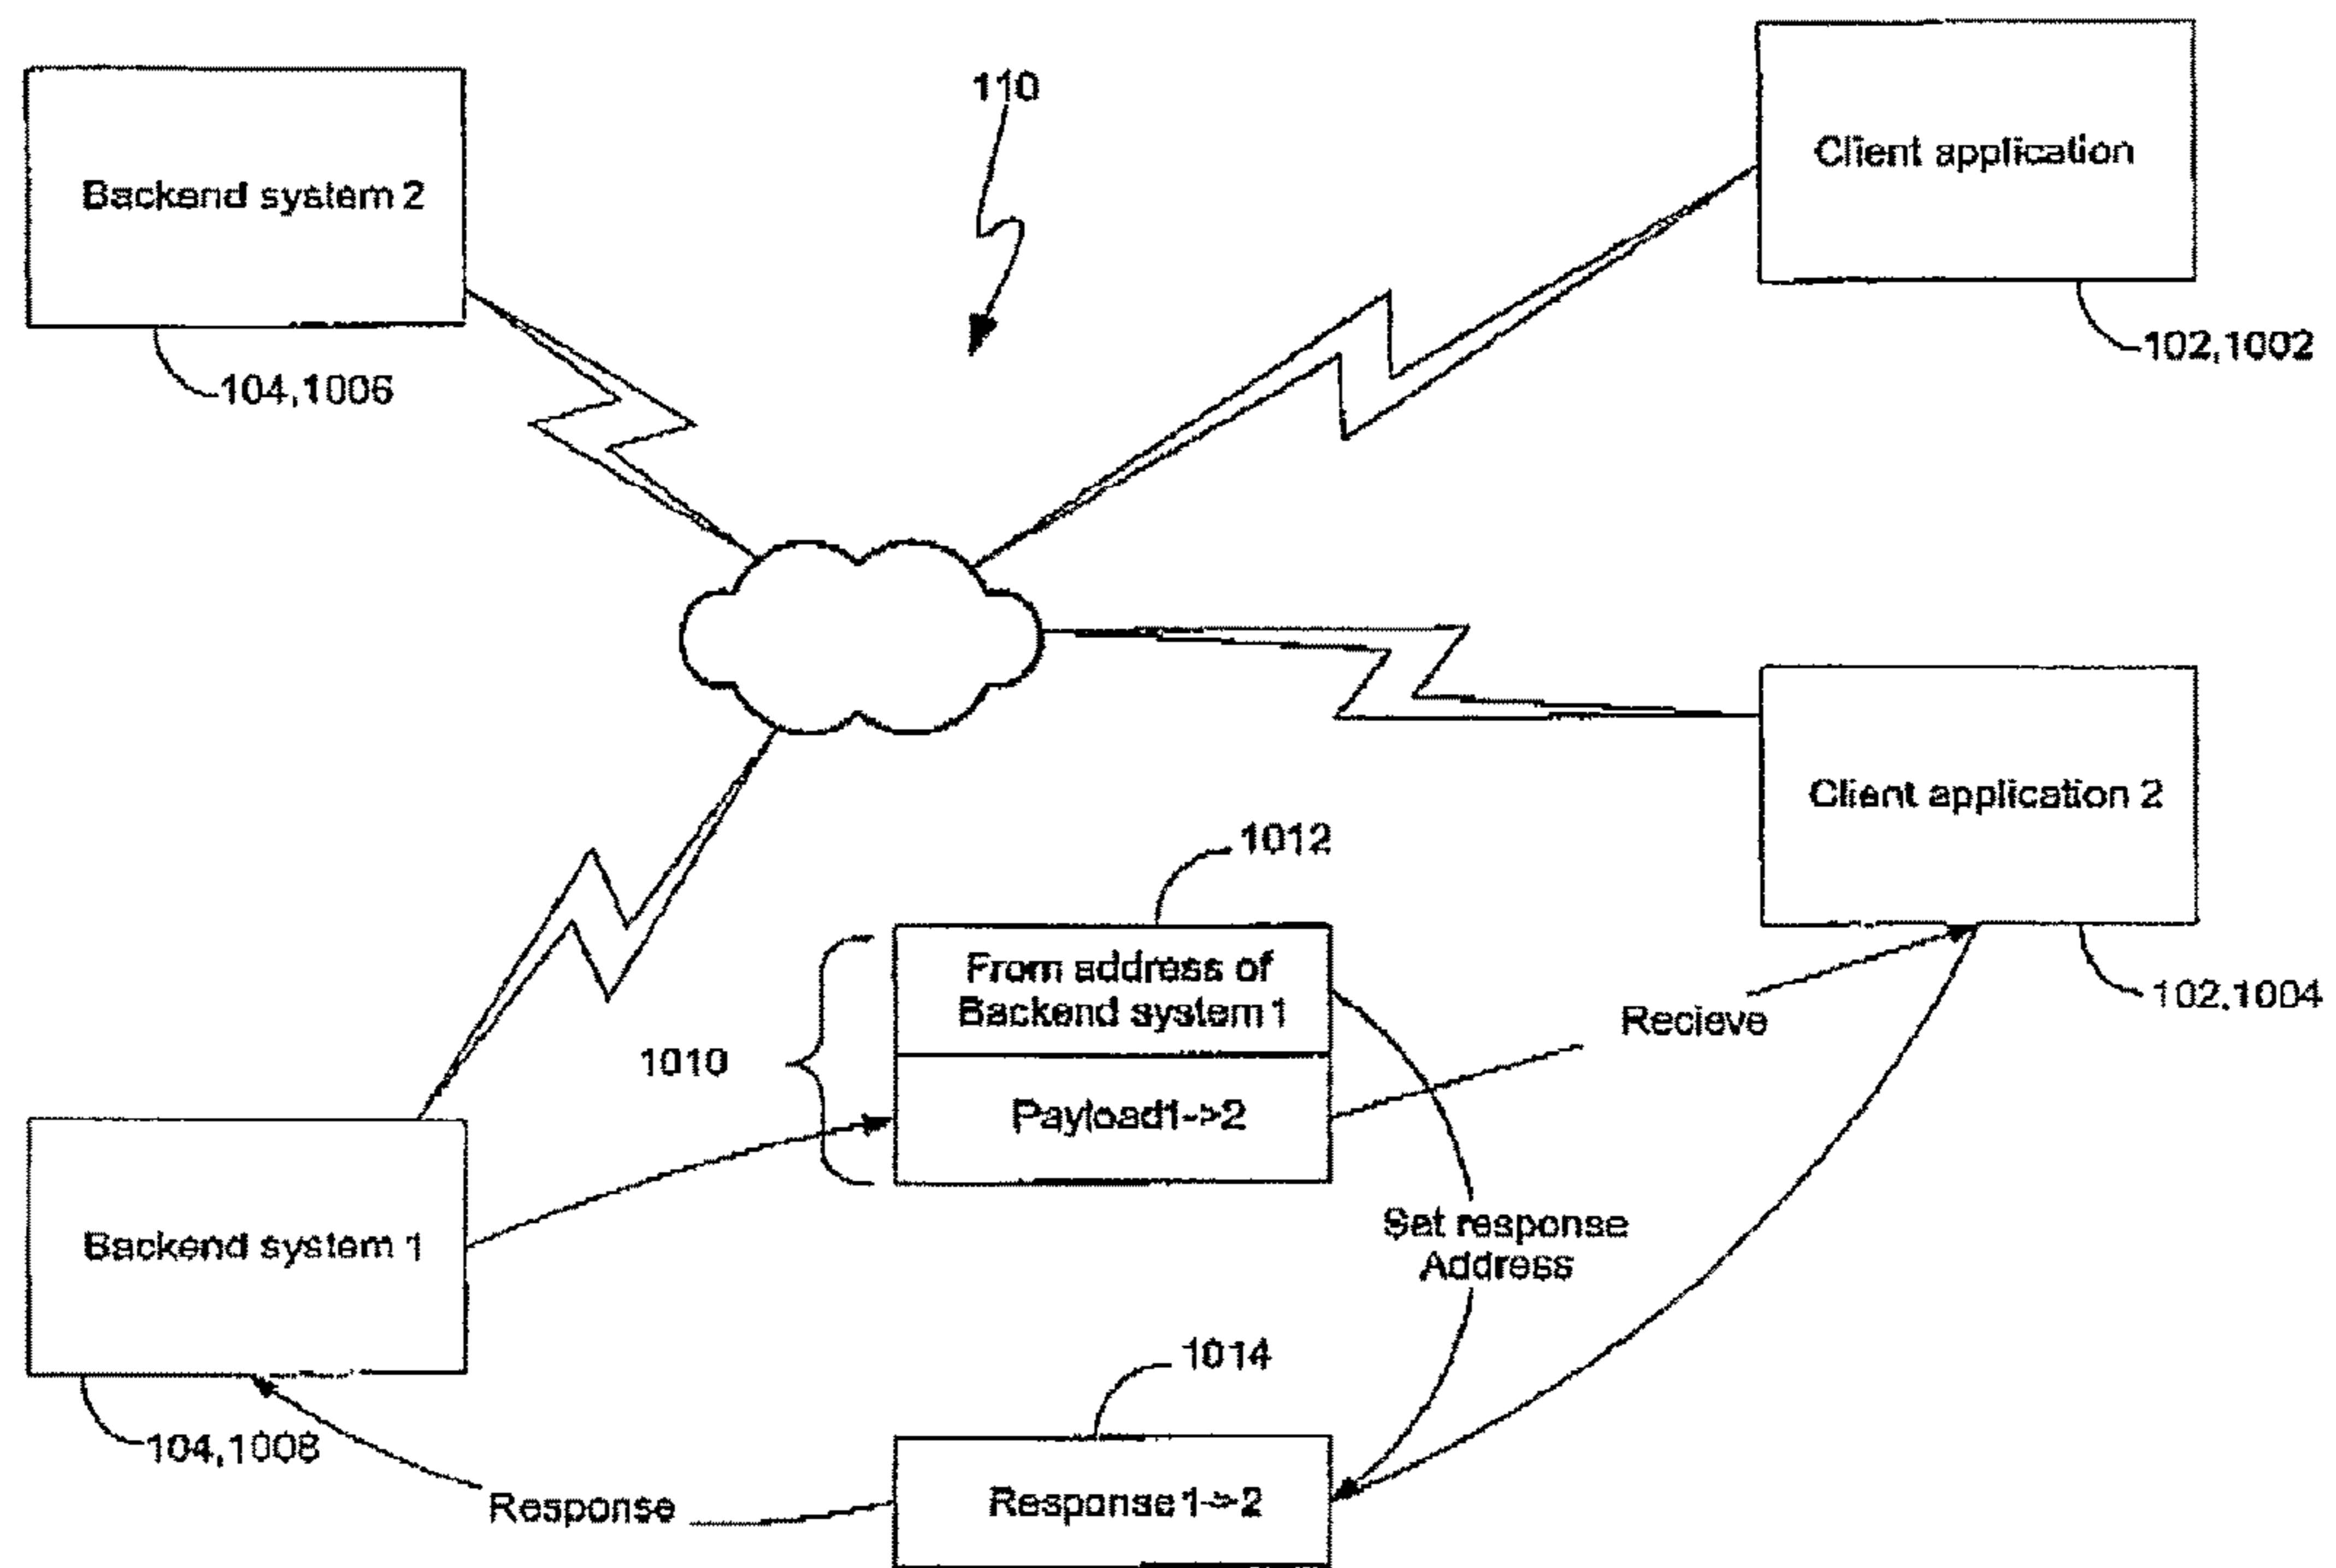 110
Client application
Backend system 2
102,1002
104,1006
Client application 2
1012
From address of
Backend system 1
102,1004
Recieve
1010
Payload1->2
Set response
Address
Backend system 1
1014
104,1008
Response
Response 1->2